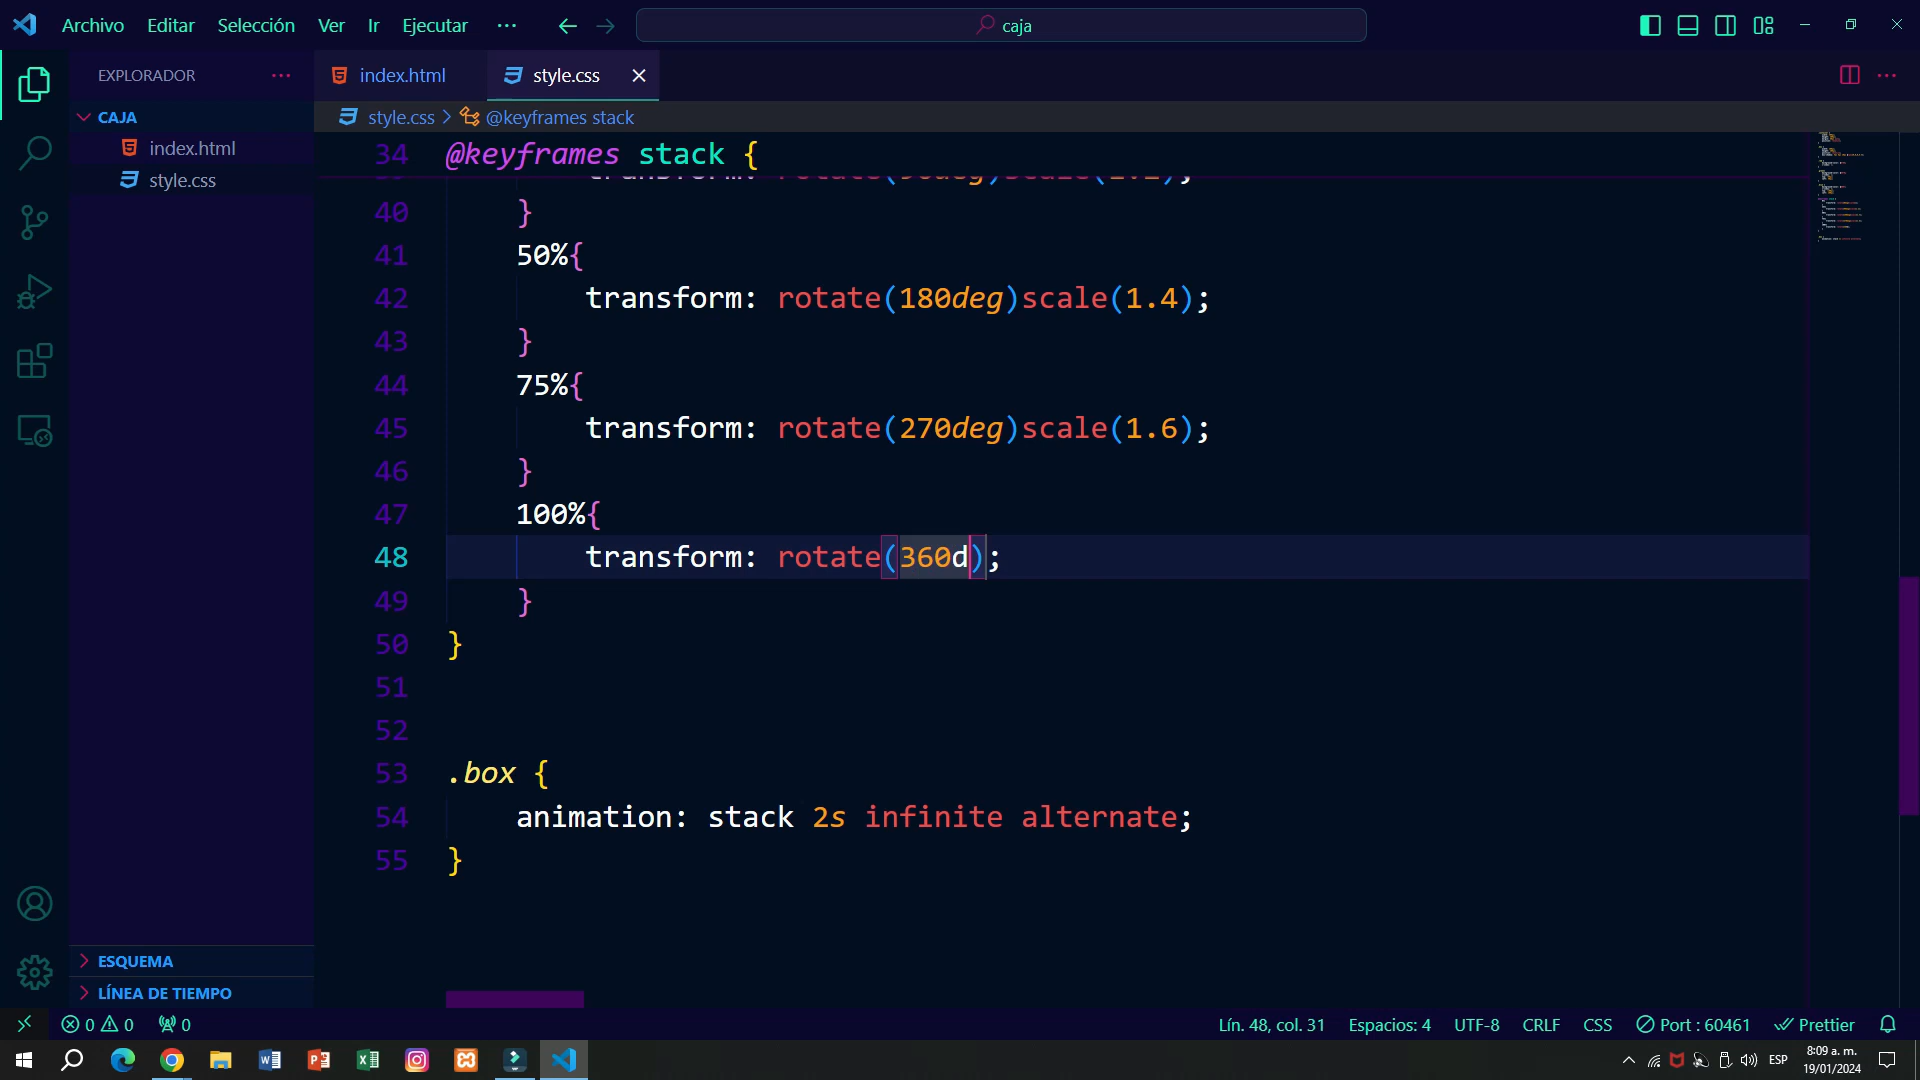 Archivo Editar Selección Ver Ir Ejecutar ··· caja
EXPLORADOR ···
index.html style.css
CAJA
style.css > @keyframes stack
index.html
style.css
34 @keyframes stack {
40 }
41 50%{
42 transform: rotate(180deg)scale(1.4);
43 }
44 75%{
45 transform: rotate(270deg)scale(1.6);
46 }
47 100%{
48 transform: rotate(360d);
49 }
50 }
51
52
53 .box {
54 animation: stack 2s infinite alternate;
55 }
ESQUEMA
LÍNEA DE TIEMPO
0 0 0 Lín. 48, col. 31 Espacios: 4 UTF-8 CRLF CSS Port : 60461 Prettier
ESP 8:09 a. m.
19/01/2024